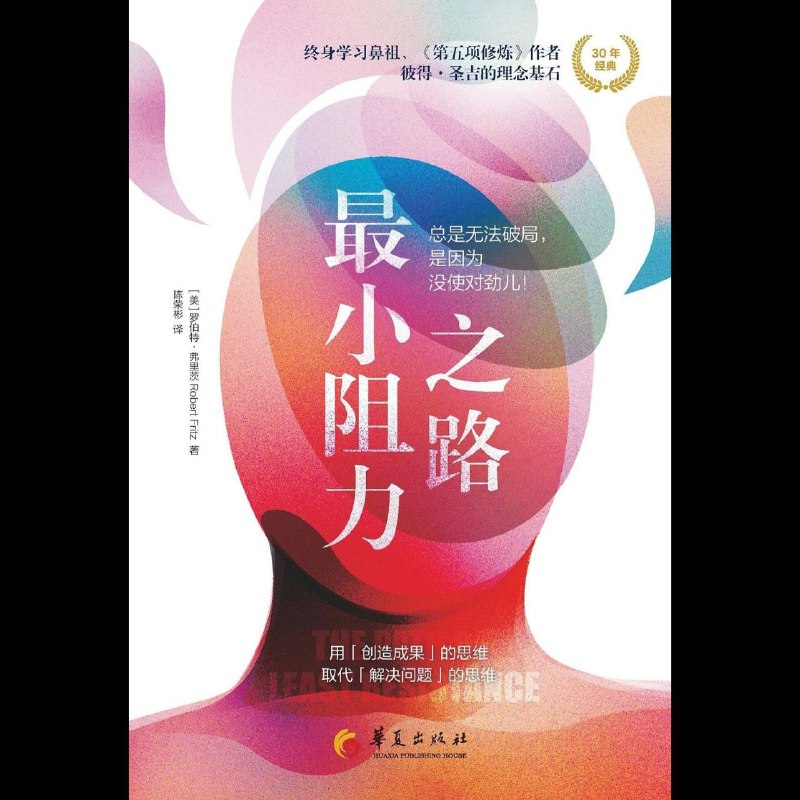 终身学习鼻祖、《第五项修炼》作者
彼得·圣吉的理念基石
30年
经典
最小阻力
之路
总是无法破局，
是因为
没使对劲儿！
［美］罗伯特·弗里茨 Robert Fritz 著
陈荣彬 译
THE PATH OF
LEAST RESISTANCE
用「创造成果」的思维
取代「解决问题」的思维
华夏出版社
HUAXIA PUBLISHING HOUSE